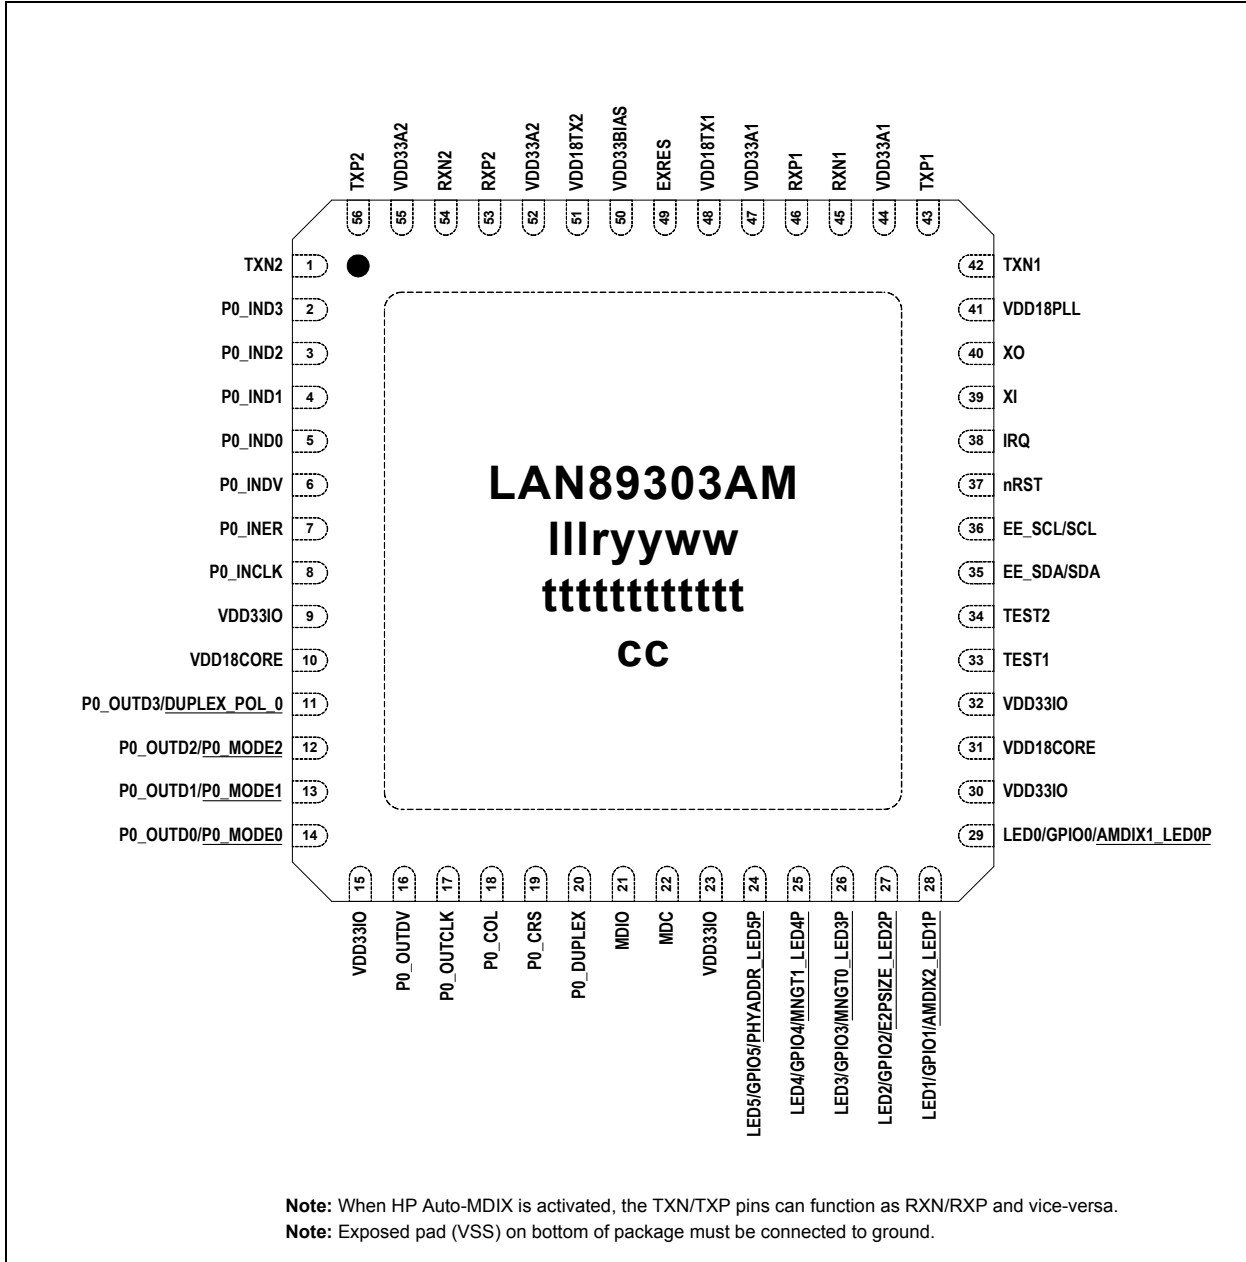 TXP2
VDD33A2
RXN2
RXP2
VDD33A2
VDD18TX2
VDD33BIAS
EXRES
VDD18TX1
VDD33A1
RXP1
RXN1
VDD33A1
TXP1
56
55
54
53
52
51
50
49
48
47
46
45
44
43
TXN2 1
P0_IND3 2
P0_IND2 3
P0_IND1 4
P0_IND0 5
P0_INDV 6
P0_INER 7
P0_INCLK 8
VDD33IO 9
VDD18CORE 10
P0_OUTD3/DUPLEX_POL_0 11
P0_OUTD2/P0_MODE2 12
P0_OUTD1/P0_MODE1 13
P0_OUTD0/P0_MODE0 14
LAN89303AM
lllryyww
tttttttttttt
cc
42 TXN1
41 VDD18PLL
40 XO
39 XI
38 IRQ
37 nRST
36 EE_SCL/SCL
35 EE_SDA/SDA
34 TEST2
33 TEST1
32 VDD33IO
31 VDD18CORE
30 VDD33IO
29 LED0/GPIO0/AMDIX1_LED0P
15
16
17
18
19
20
21
22
23
24
25
26
27
28
VDD33IO
P0_OUTDV
P0_OUTCLK
P0_COL
P0_CRS
P0_DUPLEX
MDIO
MDC
VDD33IO
LED5/GPIO5/PHYADDR_LED5P
LED4/GPIO4/MNGT1_LED4P
LED3/GPIO3/MNGT0_LED3P
LED2/GPIO2/E2PSIZE_LED2P
LED1/GPIO1/AMDIX2_LED1P
Note: When HP Auto-MDIX is activated, the TXN/TXP pins can function as RXN/RXP and vice-versa.
Note: Exposed pad (VSS) on bottom of package must be connected to ground.